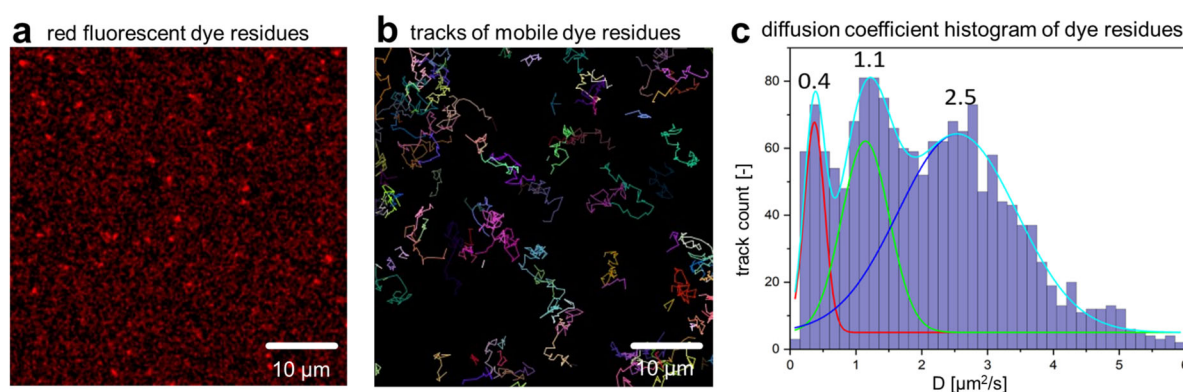 a red fluorescent dye residues
b tracks of mobile dye residues
c diffusion coefficient histogram of dye residues
10 µm
10 µm
0.4
1.1
2.5
track count [-]
80
60
40
20
0
0 1 2 3 4 5 6
D [µm²/s]